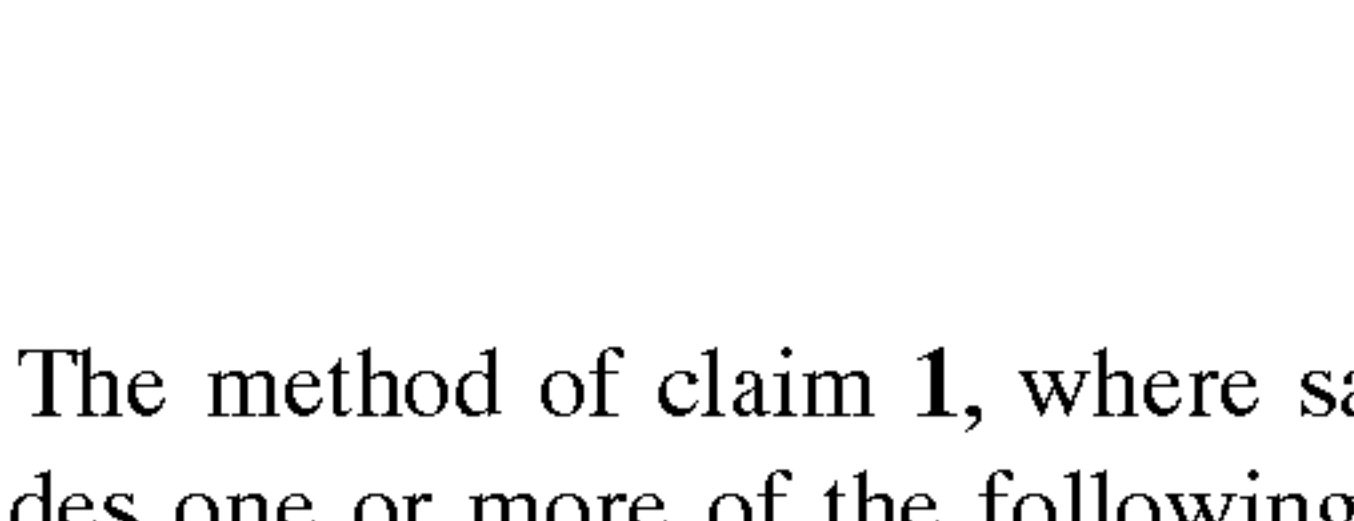 The method of claim 1, where sa
des one or more of the following